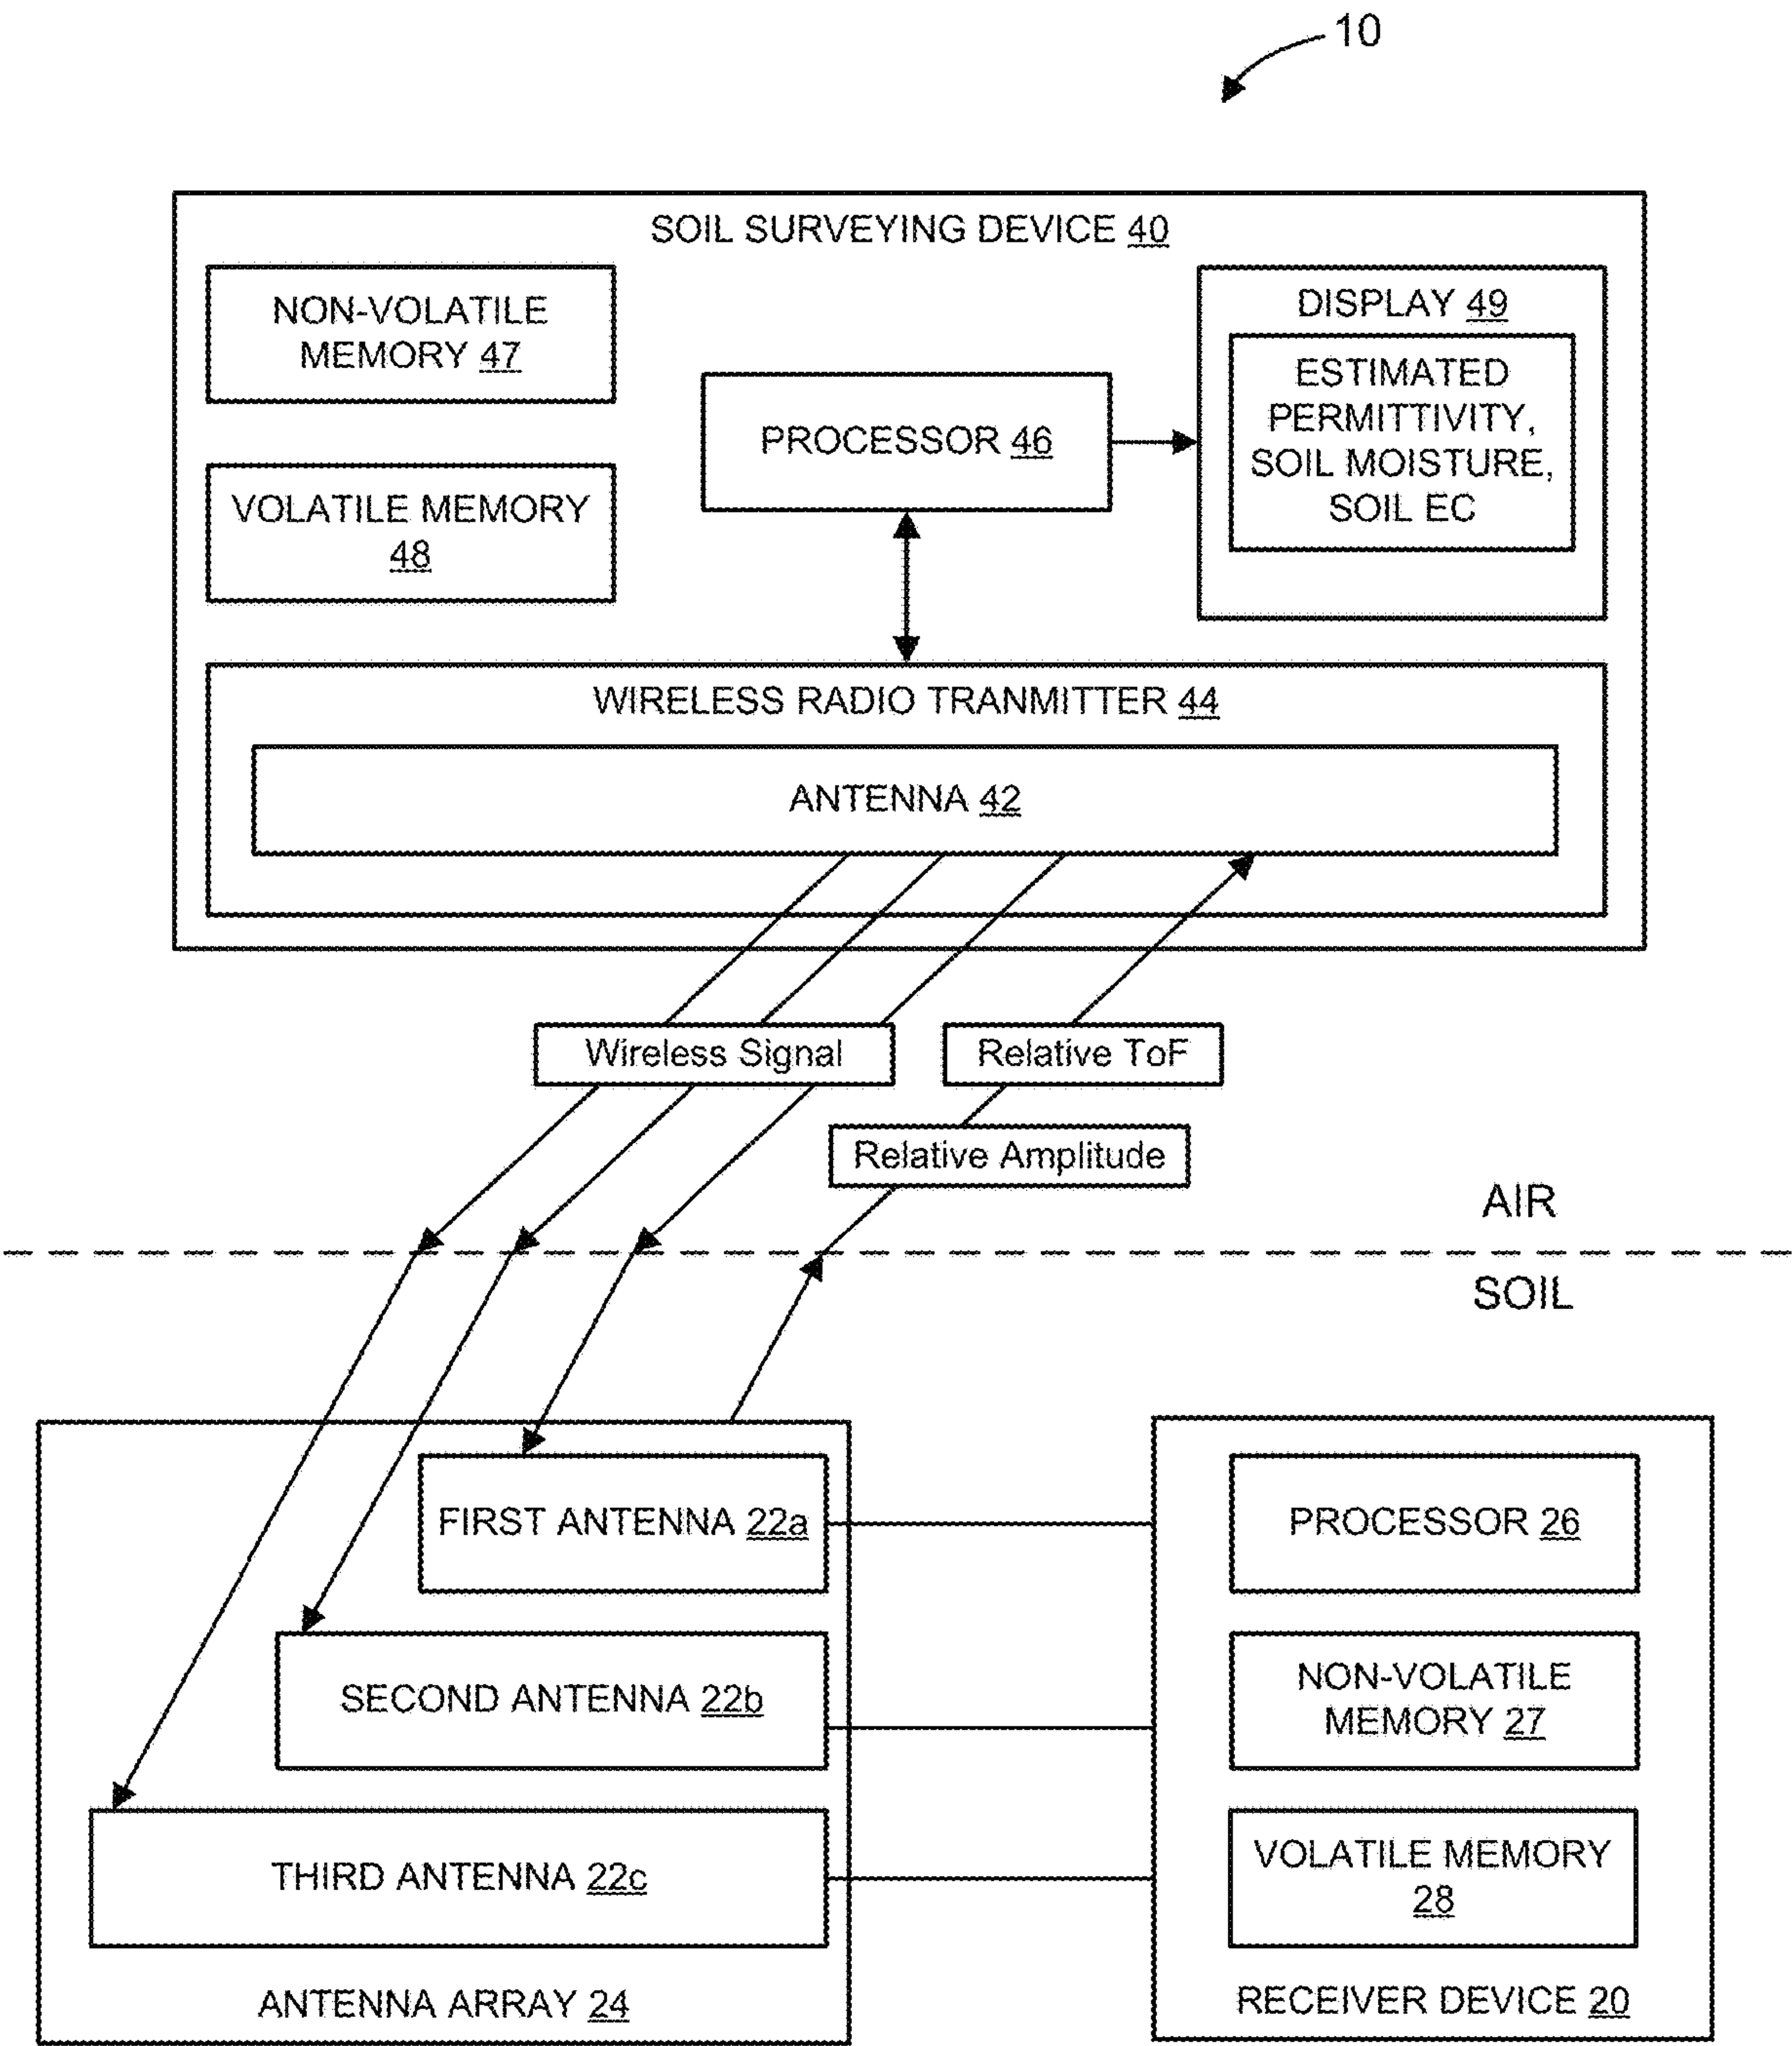 10
SOIL SURVEYING DEVICE 40
NON-VOLATILE
MEMORY 47
VOLATILE MEMORY
48
PROCESSOR 46
DISPLAY 49
ESTIMATED
PERMITTIVITY,
SOIL MOISTURE,
SOIL EC
WIRELESS RADIO TRANMITTER 44
ANTENNA 42
Wireless Signal
Relative ToF
Relative Amplitude
AIR
SOIL
FIRST ANTENNA 22a
SECOND ANTENNA 22b
THIRD ANTENNA 22c
ANTENNA ARRAY 24
PROCESSOR 26
NON-VOLATILE
MEMORY 27
VOLATILE MEMORY
28
RECEIVER DEVICE 20